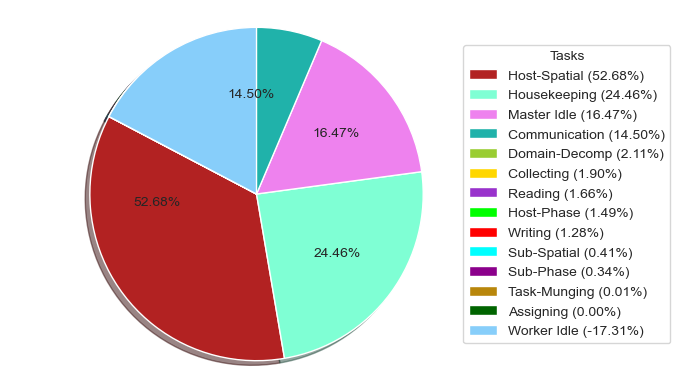 14.50%
16.47%
52.68%
24.46%
Tasks
Host-Spatial (52.68%)
Housekeeping (24.46%)
Master Idle (16.47%)
Communication (14.50%)
Domain-Decomp (2.11%)
Collecting (1.90%)
Reading (1.66%)
Host-Phase (1.49%)
Writing (1.28%)
Sub-Spatial (0.41%)
Sub-Phase (0.34%)
Task-Munging (0.01%)
Assigning (0.00%)
Worker Idle (-17.31%)